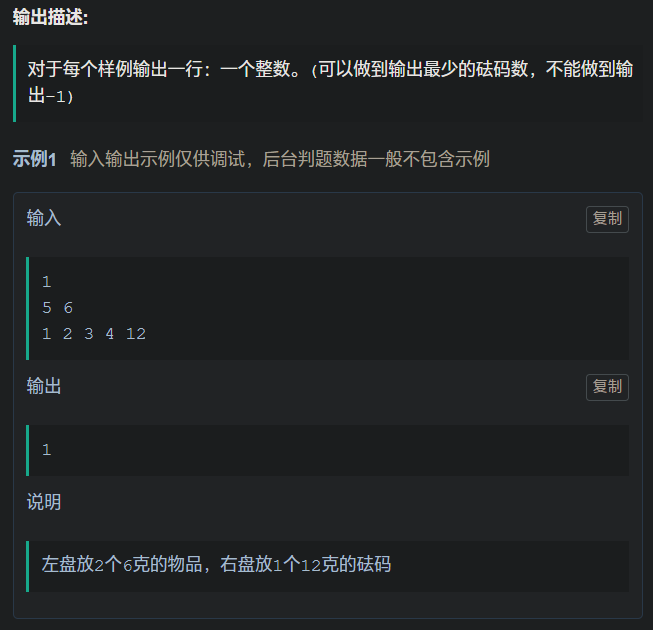 输出描述:
对于每个样例输出一行：一个整数。(可以做到输出最少的砝码数，不能做到输
出-1)
示例1 输入输出示例仅供调试，后台判题数据一般不包含示例
输入
复制
1
5 6
1 2 3 4 12
输出
复制
1
说明
左盘放2个6克的物品，右盘放1个12克的砝码